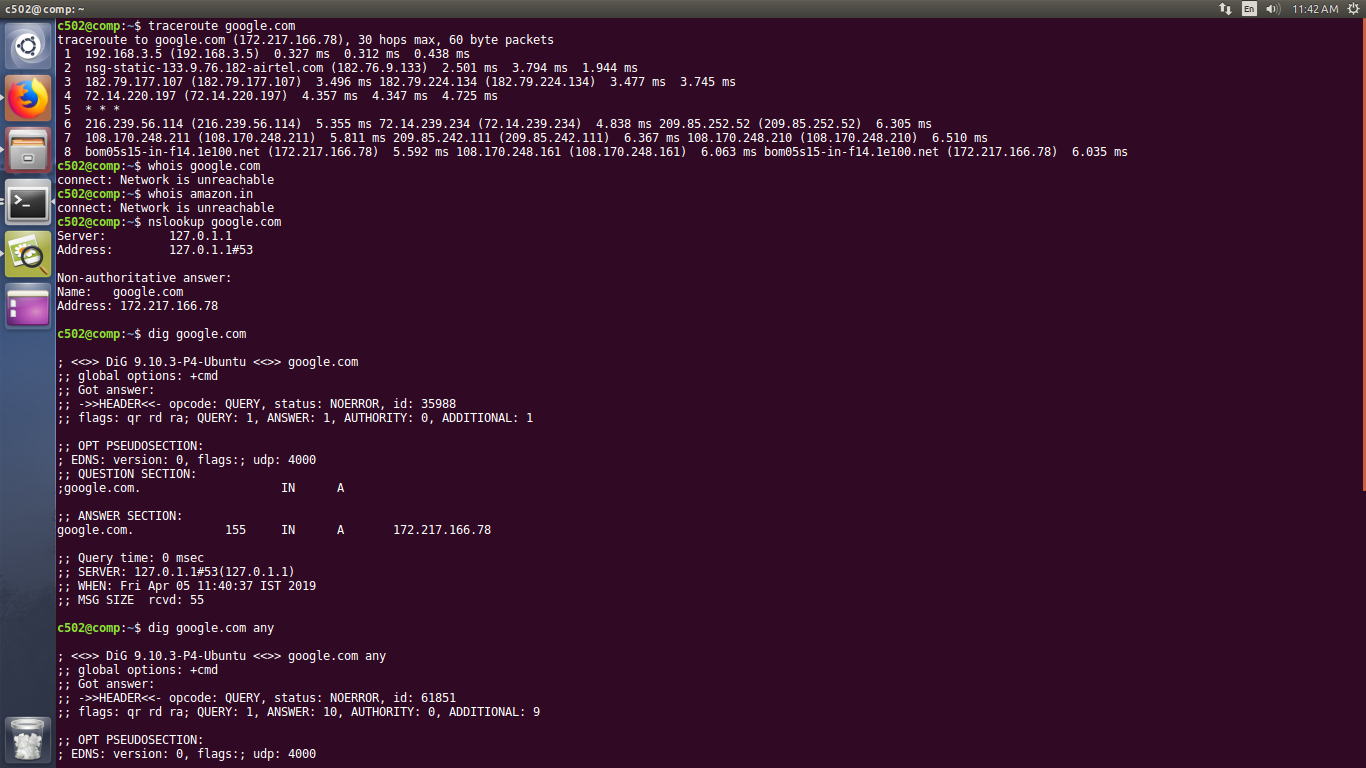 c502@comp: ~
En
11:42 AM
c502@comp:~$ traceroute google.com
traceroute to google.com (172.217.166.78), 30 hops max, 60 byte packets
 1  192.168.3.5 (192.168.3.5)  0.327 ms  0.312 ms  0.438 ms
 2  nsg-static-133.9.76.182-airtel.com (182.76.9.133)  2.501 ms  3.794 ms  1.944 ms
 3  182.79.177.107 (182.79.177.107)  3.496 ms 182.79.224.134 (182.79.224.134)  3.477 ms  3.745 ms
 4  72.14.220.197 (72.14.220.197)  4.357 ms  4.347 ms  4.725 ms
 5  * * *
 6  216.239.56.114 (216.239.56.114)  5.355 ms 72.14.239.234 (72.14.239.234)  4.838 ms 209.85.252.52 (209.85.252.52)  6.305 ms
 7  108.170.248.211 (108.170.248.211)  5.811 ms 209.85.242.111 (209.85.242.111)  6.367 ms 108.170.248.210 (108.170.248.210)  6.510 ms
 8  bom05s15-in-f14.1e100.net (172.217.166.78)  5.592 ms 108.170.248.161 (108.170.248.161)  6.063 ms bom05s15-in-f14.1e100.net (172.217.166.78)  6.035 ms
c502@comp:~$ whois google.com
connect: Network is unreachable
c502@comp:~$ whois amazon.in
connect: Network is unreachable
c502@comp:~$ nslookup google.com
Server:         127.0.1.1
Address:        127.0.1.1#53

Non-authoritative answer:
Name:   google.com
Address: 172.217.166.78

c502@comp:~$ dig google.com

; <<>> DiG 9.10.3-P4-Ubuntu <<>> google.com
;; global options: +cmd
;; Got answer:
;; ->>HEADER<<- opcode: QUERY, status: NOERROR, id: 35988
;; flags: qr rd ra; QUERY: 1, ANSWER: 1, AUTHORITY: 0, ADDITIONAL: 1

;; OPT PSEUDOSECTION:
; EDNS: version: 0, flags:; udp: 4000
;; QUESTION SECTION:
;google.com.                    IN      A

;; ANSWER SECTION:
google.com.             155     IN      A       172.217.166.78

;; Query time: 0 msec
;; SERVER: 127.0.1.1#53(127.0.1.1)
;; WHEN: Fri Apr 05 11:40:37 IST 2019
;; MSG SIZE  rcvd: 55

c502@comp:~$ dig google.com any

; <<>> DiG 9.10.3-P4-Ubuntu <<>> google.com any
;; global options: +cmd
;; Got answer:
;; ->>HEADER<<- opcode: QUERY, status: NOERROR, id: 61851
;; flags: qr rd ra; QUERY: 1, ANSWER: 10, AUTHORITY: 0, ADDITIONAL: 9

;; OPT PSEUDOSECTION:
; EDNS: version: 0, flags:; udp: 4000